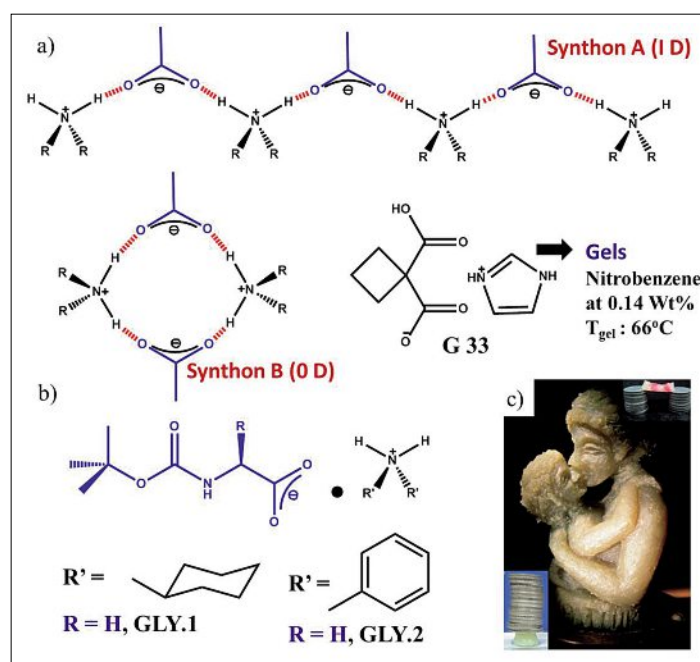 a)
Synthon A (I D)
O O O O O O
⊖ ⊖ ⊖
H H H H H H H H
N+ N+ N+ N+
R R R R R R R R
O O
⊖
H H
R R
N+ +N
R R
H H
O O
⊖
Synthon B (0 D)
HO
O
O
O⁻
HN+ NH
G 33
Gels
Nitrobenzene
at 0.14 Wt%
Tgel : 66°C
b)
O R
O N H
O
O
⊖
•
H H
N+
R' R'
R' =
R' =
R = H, GLY.1
R = H, GLY.2
c)